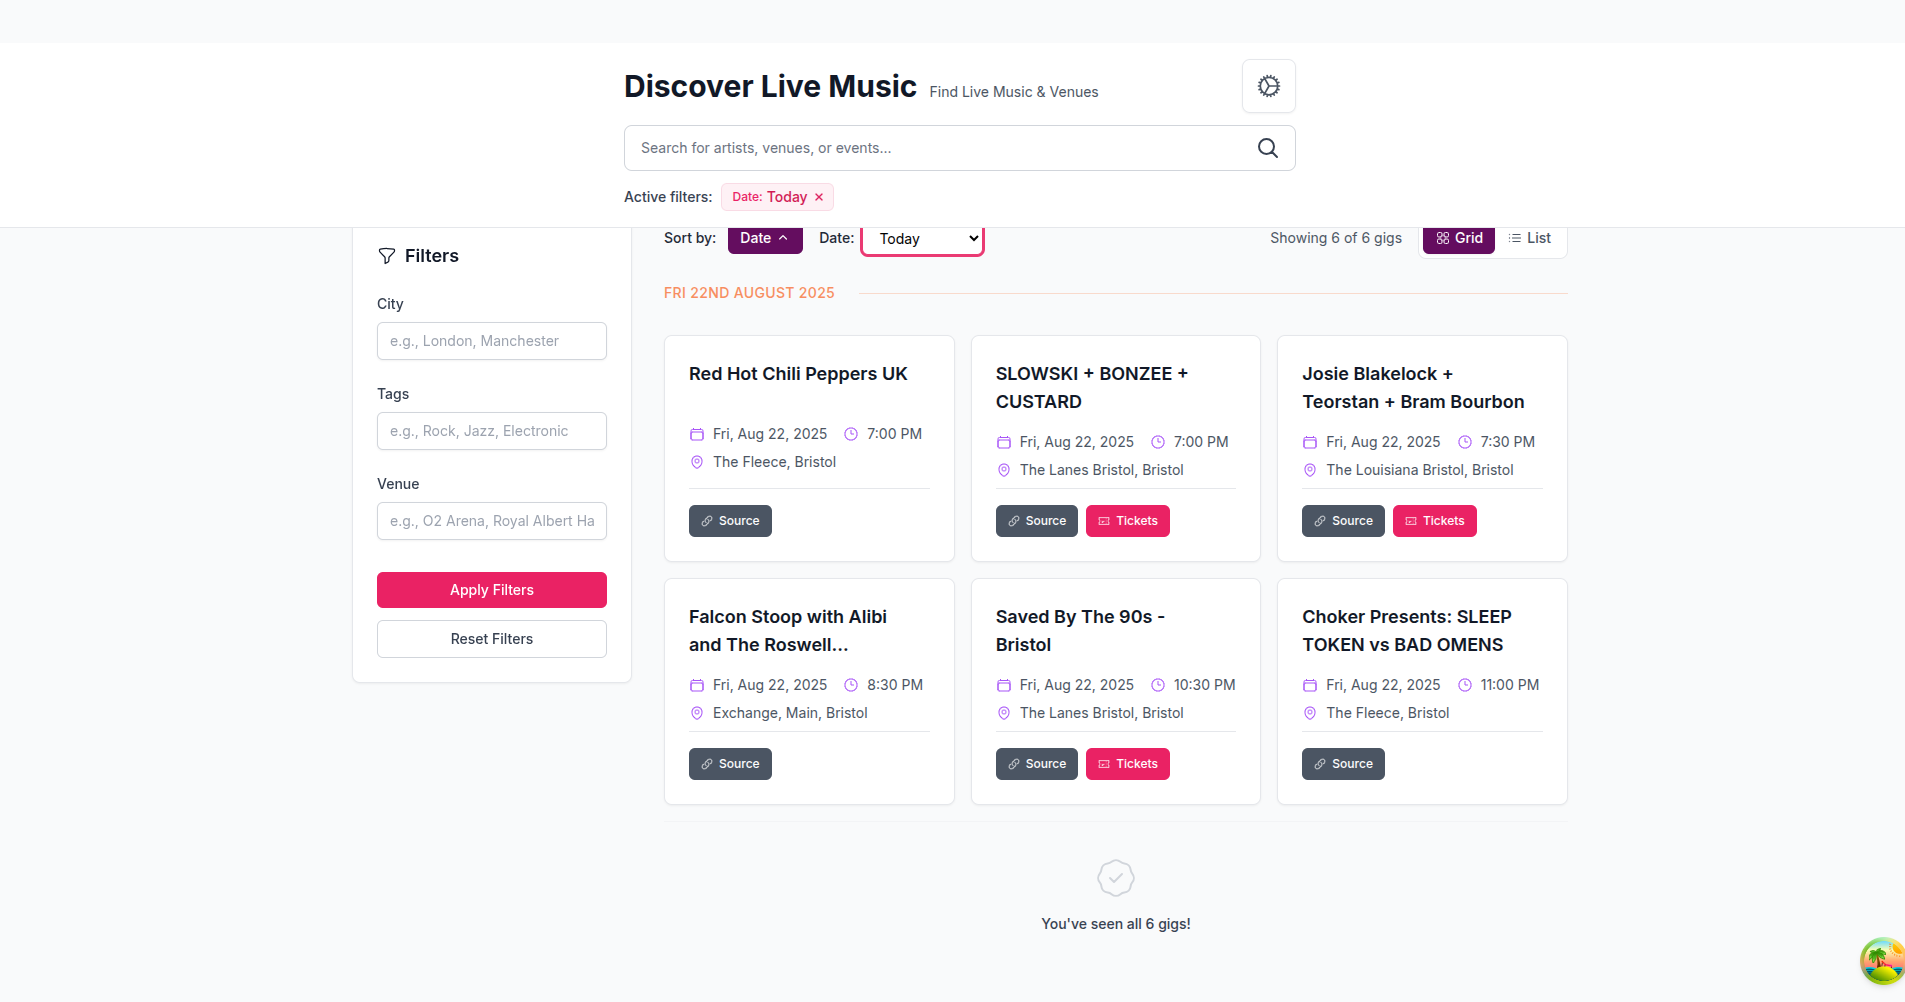 Discover Live Music
Find Live Music & Venues
Search for artists, venues, or events...
Active filters: Date: Today ×
Filters
City
e.g., London, Manchester
Tags
e.g., Rock, Jazz, Electronic
Venue
e.g., O2 Arena, Royal Albert Ha
Apply Filters
Reset Filters
Sort by: Date Date: Today
Showing 6 of 6 gigs
Grid
List
FRI 22ND AUGUST 2025
Red Hot Chili Peppers UK
Fri, Aug 22, 2025 7:00 PM
The Fleece, Bristol
Source
SLOWSKI + BONZEE +
CUSTARD
Fri, Aug 22, 2025 7:00 PM
The Lanes Bristol, Bristol
Source Tickets
Josie Blakelock +
Teorstan + Bram Bourbon
Fri, Aug 22, 2025 7:30 PM
The Louisiana Bristol, Bristol
Source Tickets
Falcon Stoop with Alibi
and The Roswell...
Fri, Aug 22, 2025 8:30 PM
Exchange, Main, Bristol
Source
Saved By The 90s -
Bristol
Fri, Aug 22, 2025 10:30 PM
The Lanes Bristol, Bristol
Source Tickets
Choker Presents: SLEEP
TOKEN vs BAD OMENS
Fri, Aug 22, 2025 11:00 PM
The Fleece, Bristol
Source
You've seen all 6 gigs!